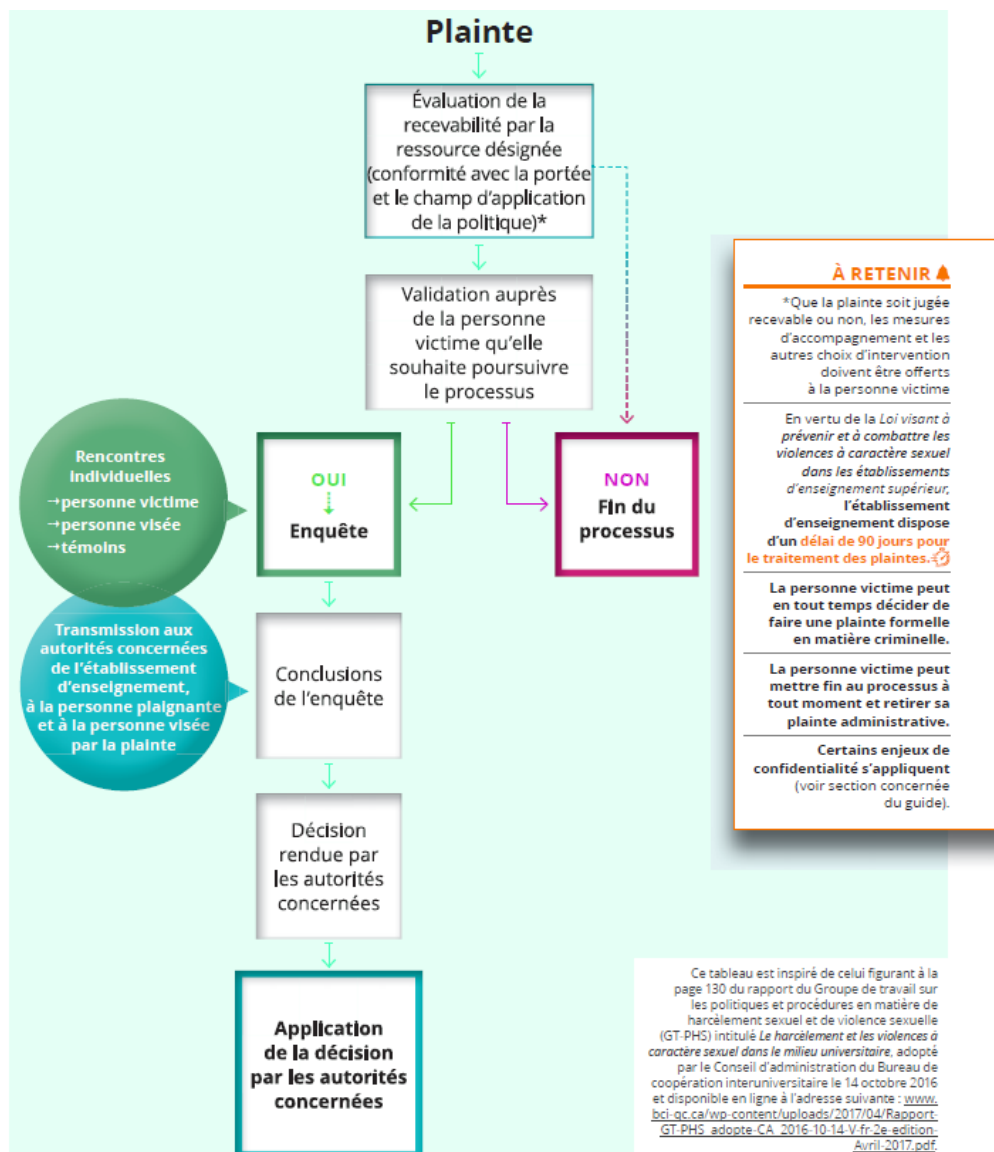 Plainte
Évaluation de la
recevabilité par la
ressource désignée
(conformité avec la portée
et le champ d'application
de la politique)*
Validation auprès
de la personne
victime qu'elle
souhaite poursuivre
le processus
Rencontres
individuelles
→personne victime
→personne visée
→témoins
OUI
Enquête
NON
Fin du
processus
Transmission aux
autorités concernées
de l'établissement
d'enseignement,
à la personne plaignante
et à la personne visée
par la plainte
Conclusions
de l'enquête
Décision
rendue par
les autorités
concernées
Application
de la décision
par les autorités
concernées
À RETENIR
*Que la plainte soit jugée
recevable ou non, les mesures
d'accompagnement et les
autres choix d'intervention
doivent être offerts
à la personne victime
En vertu de la Loi visant à
prévenir et à combattre les
violences à caractère sexuel
dans les établissements
d'enseignement supérieur,
l'établissement
d'enseignement dispose
d'un délai de 90 jours pour
le traitement des plaintes.
La personne victime peut
en tout temps décider de
faire une plainte formelle
en matière criminelle.
La personne victime peut
mettre fin au processus à
tout moment et retirer sa
plainte administrative.
Certains enjeux de
confidentialité s'appliquent
(voir section concernée
du guide).
Ce tableau est inspiré de celui figurant à la
page 130 du rapport du Groupe de travail sur
les politiques et procédures en matière de
harcèlement sexuel et de violence sexuelle
(GT-PHS) intitulé Le harcèlement et les violences à
caractère sexuel dans le milieu universitaire, adopté
par le Conseil d'administration du Bureau de
coopération interuniversitaire le 14 octobre 2016
et disponible en ligne à l'adresse suivante : www.
bci-qc.ca/wp-content/uploads/2017/04/Rapport-
GT-PHS_adopte-CA_2016-10-14-V-fr-2e-edition-
Avril-2017.pdf.